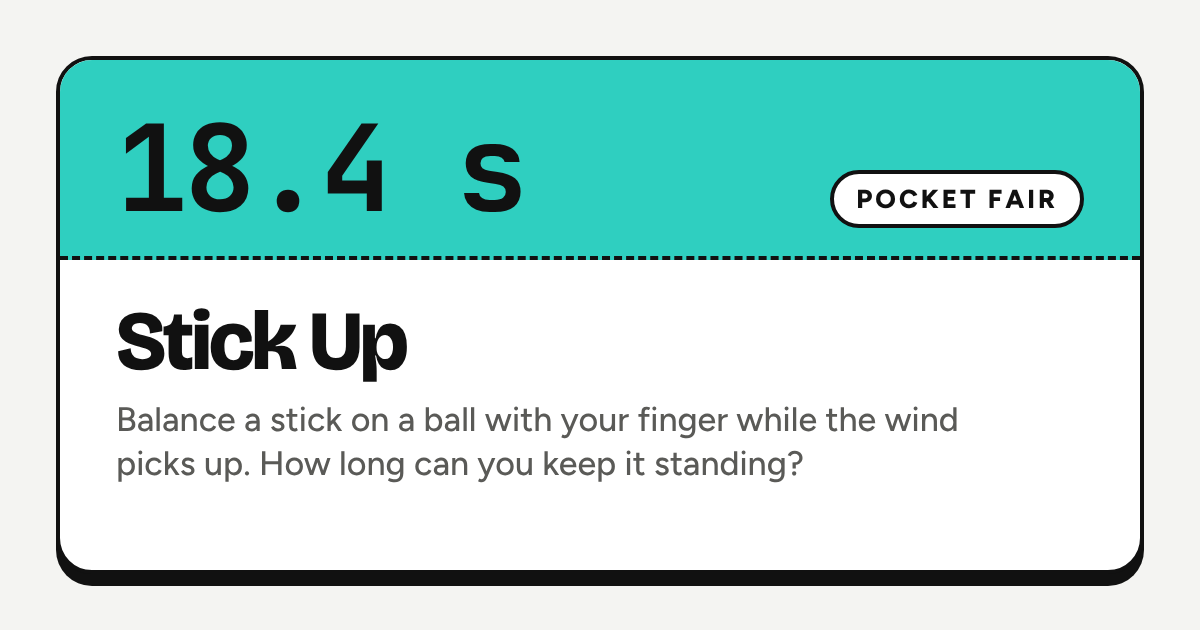 18.4 s
POCKET FAIR
Stick Up
Balance a stick on a ball with your finger while the wind
picks up. How long can you keep it standing?